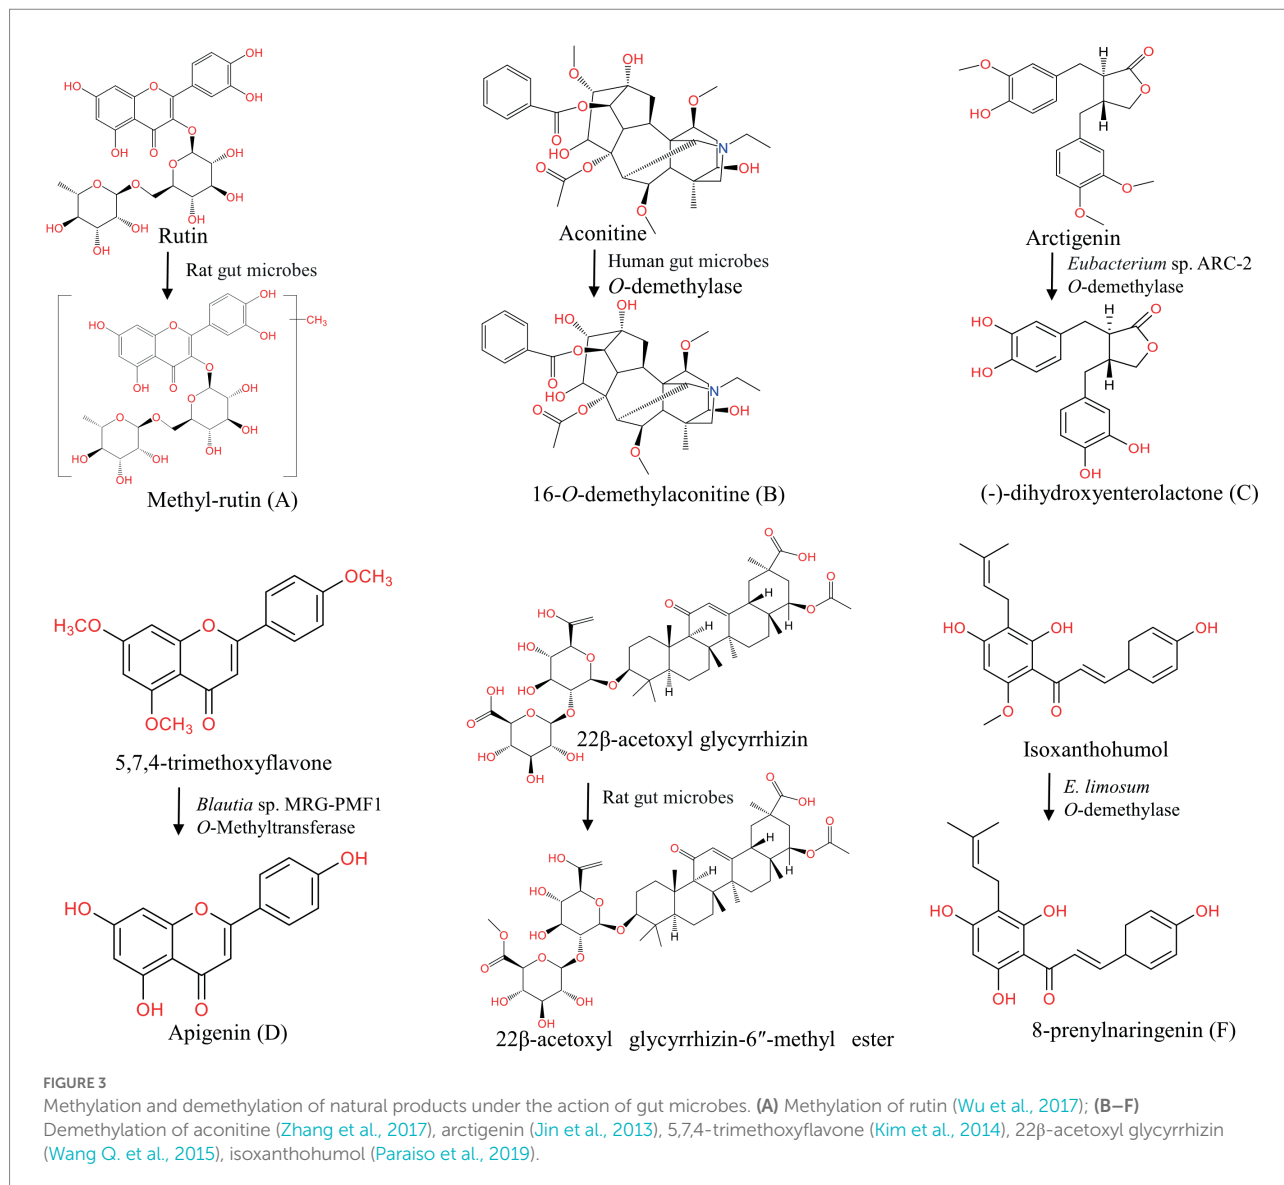 Rutin
Rat gut microbes
Methyl-rutin (A)
Aconitine
Human gut microbes
O-demethylase
16-O-demethylaconitine (B)
Arctigenin
Eubacterium sp. ARC-2
O-demethylase
(-)-dihydroxyenterolactone (C)
5,7,4-trimethoxyflavone
Blautia sp. MRG-PMF1
O-Methyltransferase
Apigenin (D)
22β-acetoxyl glycyrrhizin
Rat gut microbes
22β-acetoxyl glycyrrhizin-6″-methyl ester
Isoxanthohumol
E. limosum
O-demethylase
8-prenylnaringenin (F)
FIGURE 3
Methylation and demethylation of natural products under the action of gut microbes. (A) Methylation of rutin (Wu et al., 2017); (B–F)
Demethylation of aconitine (Zhang et al., 2017), arctigenin (Jin et al., 2013), 5,7,4-trimethoxyflavone (Kim et al., 2014), 22β-acetoxyl glycyrrhizin
(Wang Q. et al., 2015), isoxanthohumol (Paraiso et al., 2019).